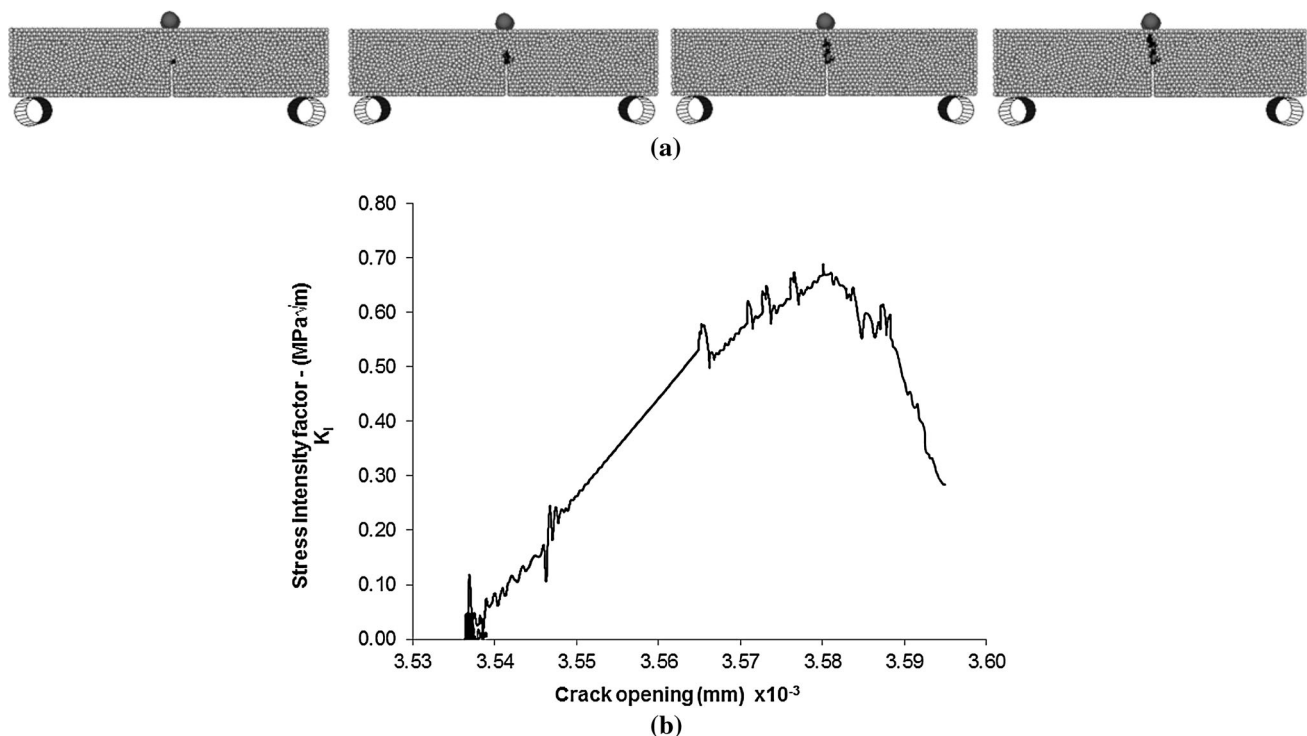 (a)
0.80
0.70
0.60
0.50
0.40
0.30
0.20
0.10
0.00
Stress Intensity factor - (MPa√m)
K_I
3.53 3.54 3.55 3.56 3.57 3.58 3.59 3.60
Crack opening (mm) x10⁻³
(b)